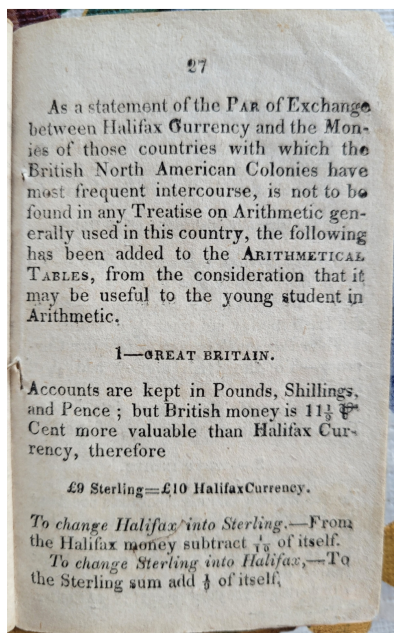 27
As a statement of the PAR of Exchange
between Halifax Currency and the Mon-
ies of those countries with which the
British North American Colonies have
most frequent intercourse, is not to be
found in any Treatise on Arithmetic gen-
erally used in this country, the following
has been added to the ARITHMETICAL
TABLES, from the consideration that it
may be useful to the young student in
Arithmetic.
1—GREAT BRITAIN.
Accounts are kept in Pounds, Shillings,
and Pence ; but British money is 11 1/9 ⅌
Cent more valuable than Halifax Cur-
rency, therefore
£9 Sterling=£10 Halifax Currency.
To change Halifax into Sterling.—From
the Halifax money subtract 1/10 of itself.
To change Sterling into Halifax,—To
the Sterling sum add 1/9 of itself.